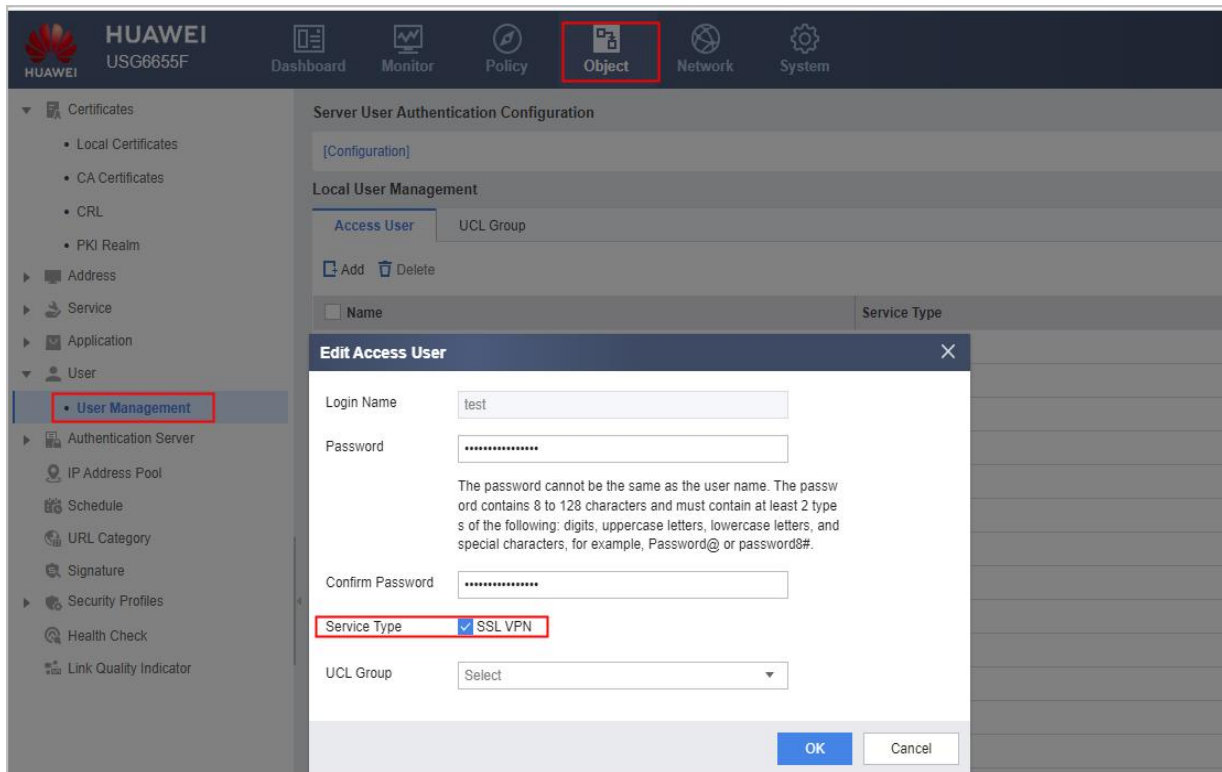 HUAWEI
HUAWEI
USG6655F
Dashboard
Monitor
Policy
Object
Network
System
Certificates
• Local Certificates
• CA Certificates
• CRL
• PKI Realm
Address
Service
Application
User
• User Management
Authentication Server
IP Address Pool
Schedule
URL Category
Signature
Security Profiles
Health Check
Link Quality Indicator
Server User Authentication Configuration
[Configuration]
Local User Management
Access User
UCL Group
Add
Delete
Name
Service Type
Edit Access User
Login Name
test
Password
••••••••••••••••
The password cannot be the same as the user name. The passw
ord contains 8 to 128 characters and must contain at least 2 type
s of the following: digits, uppercase letters, lowercase letters, and
special characters, for example, Password@ or password8#.
Confirm Password
••••••••••••••••
Service Type
SSL VPN
UCL Group
Select
OK
Cancel